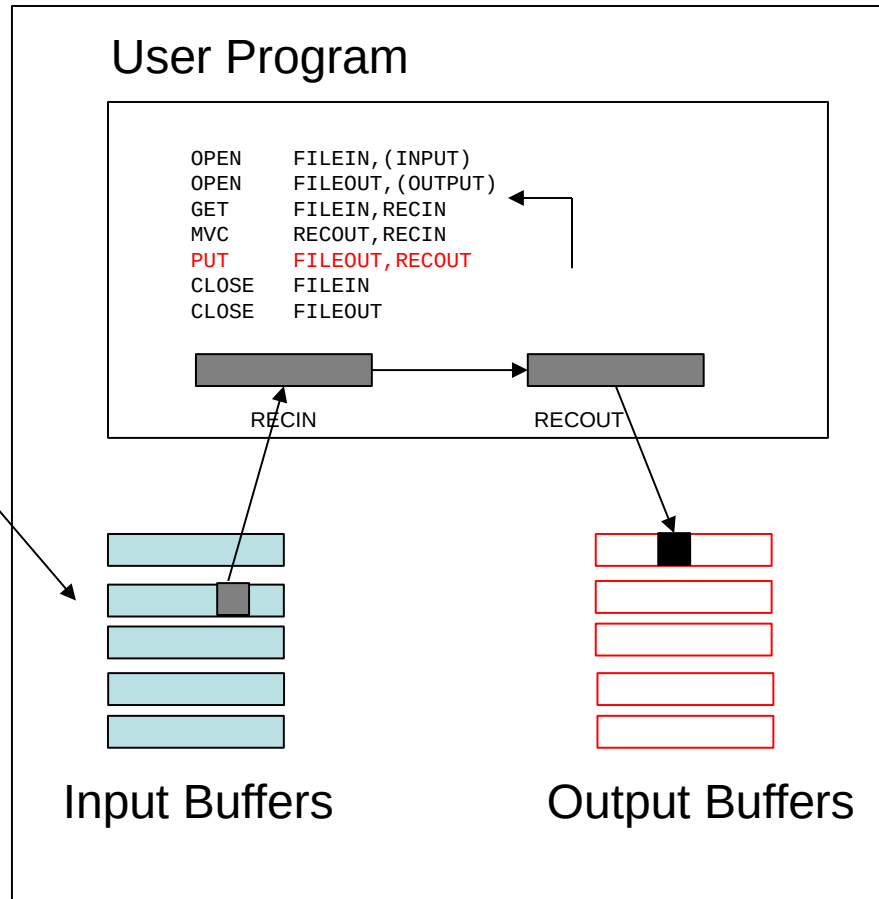 User Program
OPEN FILEIN,(INPUT)
OPEN FILEOUT,(OUTPUT)
GET FILEIN,RECIN
MVC RECOUT,RECIN
PUT FILEOUT,RECOUT
CLOSE FILEIN
CLOSE FILEOUT
RECIN RECOUT
Input Buffers Output Buffers